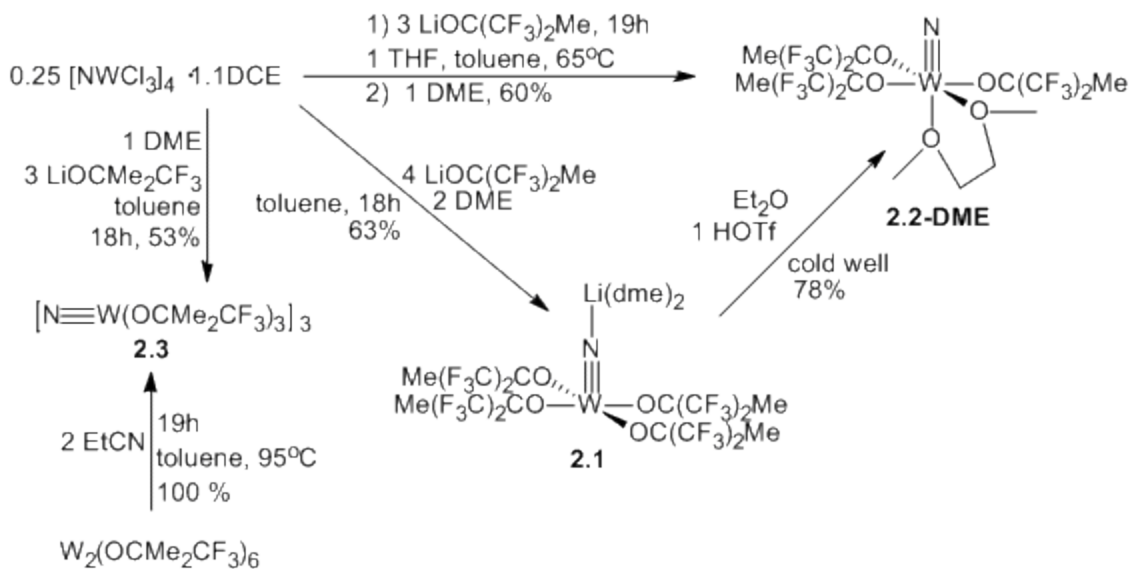 0.25 [NWCl3]4 ·1.1DCE
1) 3 LiOC(CF3)2Me, 19h
1 THF, toluene, 65ºC
2) 1 DME, 60%
N
Me(F3C)2CO
Me(F3C)2CO
W
OC(CF3)2Me
O
O
2.2-DME
1 DME
3 LiOCMe2CF3
toluene
18h, 53%
4 LiOC(CF3)2Me
2 DME
toluene, 18h
63%
Et2O
1 HOTf
cold well
78%
[N≡W(OCMe2CF3)3]3
2.3
Li(dme)2
N
Me(F3C)2CO
Me(F3C)2CO
W
OC(CF3)2Me
OC(CF3)2Me
2.1
2 EtCN
19h
toluene, 95ºC
100 %
W2(OCMe2CF3)6